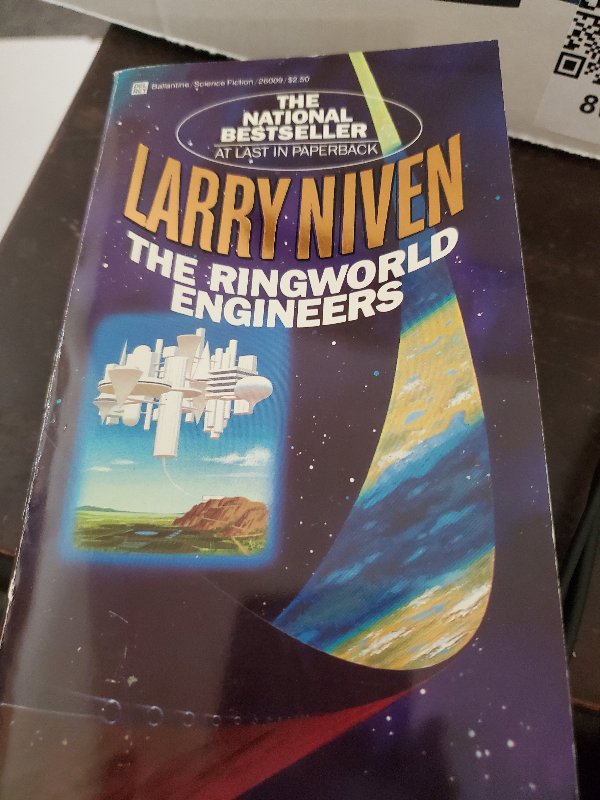 Ballantine/Science Fiction/26009/$2.50
THE
NATIONAL
BESTSELLER
AT LAST IN PAPERBACK
LARRY NIVEN
THE RINGWORLD
ENGINEERS